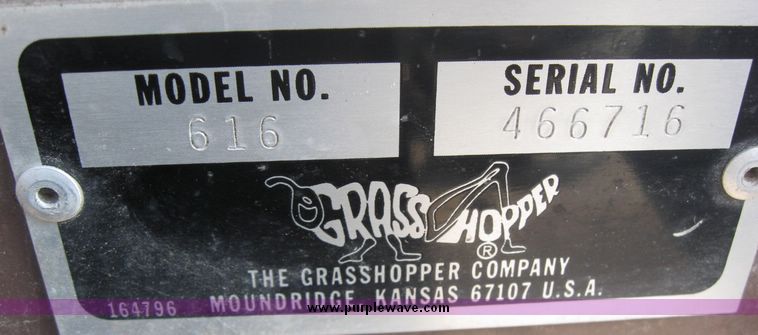 MODEL NO. SERIAL NO.
616 466716
GRASSHOPPER®
THE GRASSHOPPER COMPANY
MOUNDRIDGE, KANSAS 67107 U.S.A.
164796
www.purplewave.com